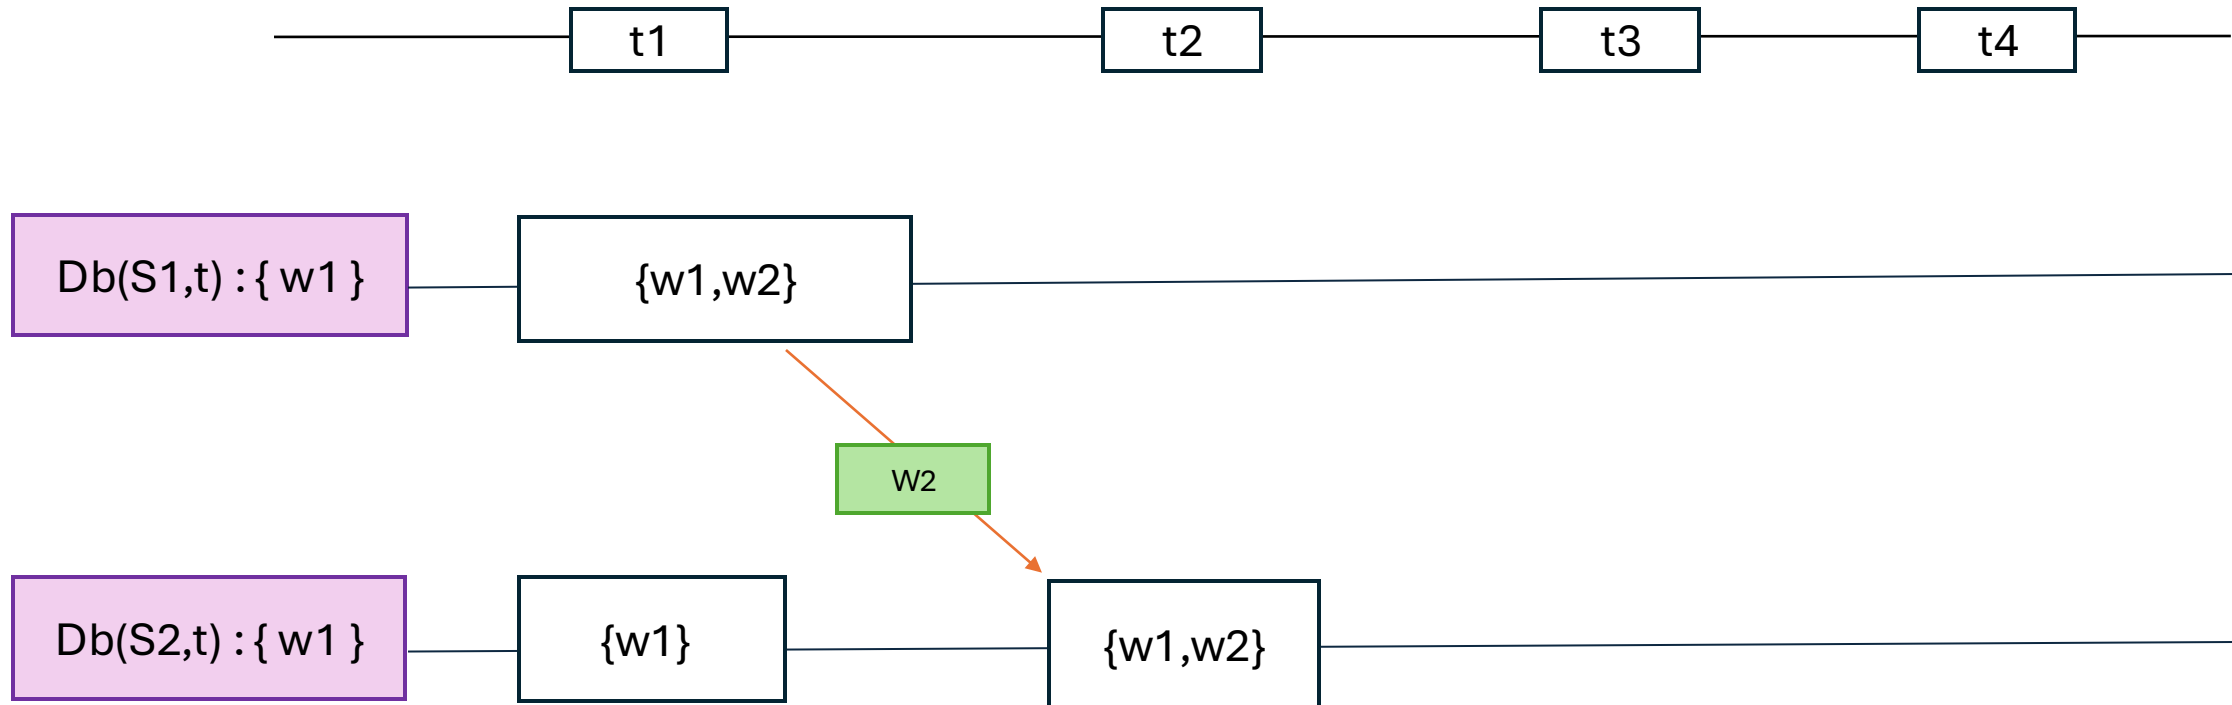 t1
t2
t3
t4
Db(S1,t) : { w1 }
{w1,w2}
W2
Db(S2,t) : { w1 }
{w1}
{w1,w2}